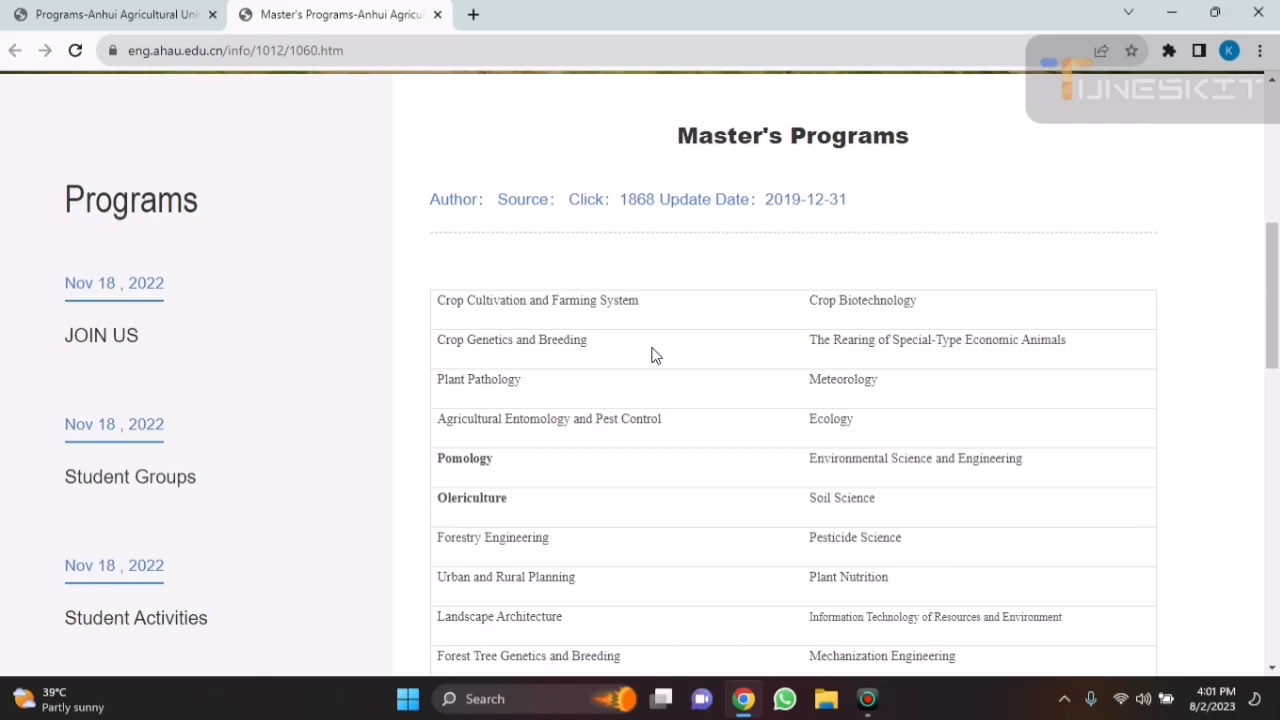 Programs-Anhui Agricultural Uni
Master's Programs-Anhui Agricul
eng.ahau.edu.cn/info/1012/1060.htm
K
TUNESKIT
Master's Programs
Author: Source: Click: 1868 Update Date: 2019-12-31
Programs
Nov 18 , 2022
JOIN US
Nov 18 , 2022
Student Groups
Nov 18 , 2022
Student Activities
Crop Cultivation and Farming System
Crop Biotechnology
Crop Genetics and Breeding
The Rearing of Special-Type Economic Animals
Plant Pathology
Meteorology
Agricultural Entomology and Pest Control
Ecology
Pomology
Environmental Science and Engineering
Olericulture
Soil Science
Forestry Engineering
Pesticide Science
Urban and Rural Planning
Plant Nutrition
Landscape Architecture
Information Technology of Resources and Environment
Forest Tree Genetics and Breeding
Mechanization Engineering
39°C
Partly sunny
Search
4:01 PM
8/2/2023